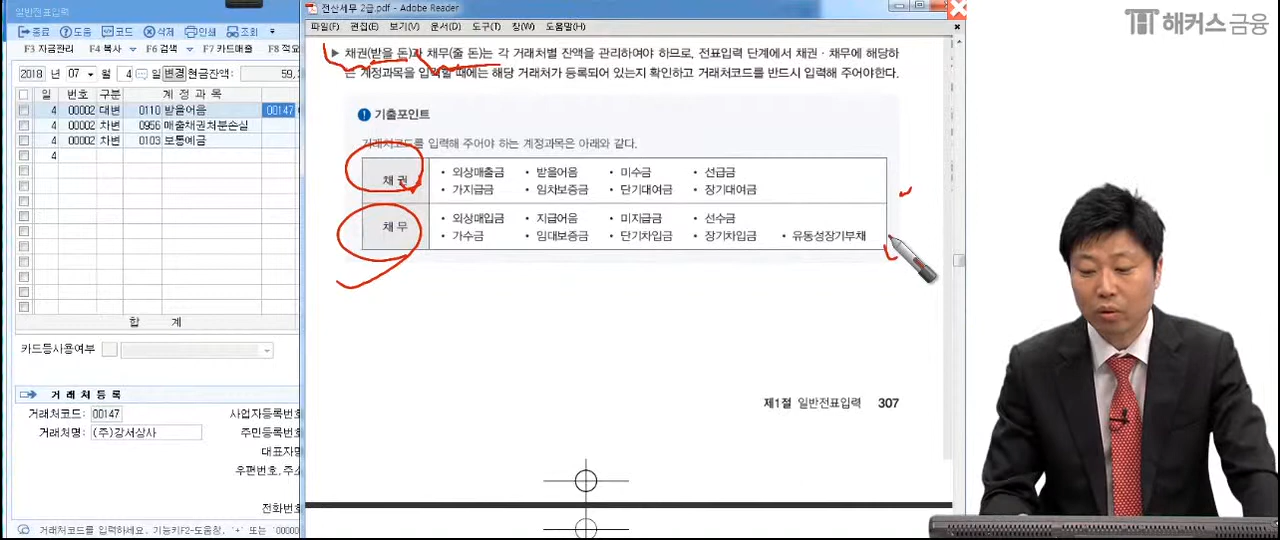 일반전표입력
종료 도움 코드 삭제 인쇄 조회
F3 자금관리 F4 복사 F6 검색 F7 카드매출 F8 적요
2018 년 07 월 4 일 변경 현금잔액: 59,
일 번호 구분 계 정 과 목
4 00002 대변 0110 받을어음 00147
4 00002 차변 0956 매출채권처분손실
4 00002 차변 0103 보통예금
4
합 계
카드등사용여부
거 래 처 등 록
거래처코드: 00147 사업자등록번호
거래처명: (주)강서상사 주민등록번호
대표자명
우편번호, 주소
전화번호
거래처코드를 입력하세요. 기능키F2-도움창, '+' 또는 '00000
전산세무 2급.pdf - Adobe Reader
파일(F) 편집(E) 보기(V) 문서(D) 도구(T) 창(W) 도움말(H)
▶ 채권(받을 돈)과 채무(줄 돈)는 각 거래처별 잔액을 관리하여야 하므로, 전표입력 단계에서 채권 · 채무에 해당하
는 계정과목을 입력할 때에는 해당 거래처가 등록되어 있는지 확인하고 거래처코드를 반드시 입력해 주어야한다.
기출포인트
거래처코드를 입력해 주어야 하는 계정과목은 아래와 같다.
채 권
• 외상매출금 • 받을어음 • 미수금 • 선급금
• 가지급금 • 임차보증금 • 단기대여금 • 장기대여금
채 무
• 외상매입금 • 지급어음 • 미지급금 • 선수금
• 가수금 • 임대보증금 • 단기차입금 • 장기차입금 • 유동성장기부채
제1절 일반전표입력 307
해커스 금융